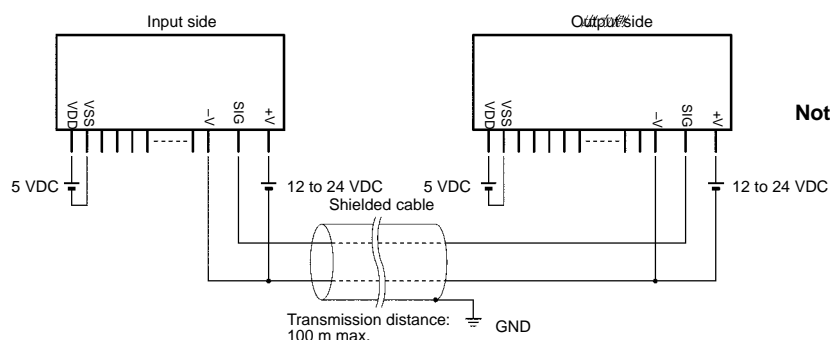 Input side
Output side
VDD
VSS
–V
SIG
+V
VDD
VSS
–V
SIG
+V
Not
5 VDC
12 to 24 VDC
5 VDC
12 to 24 VDC
Shielded cable
Transmission distance:
100 m max.
GND